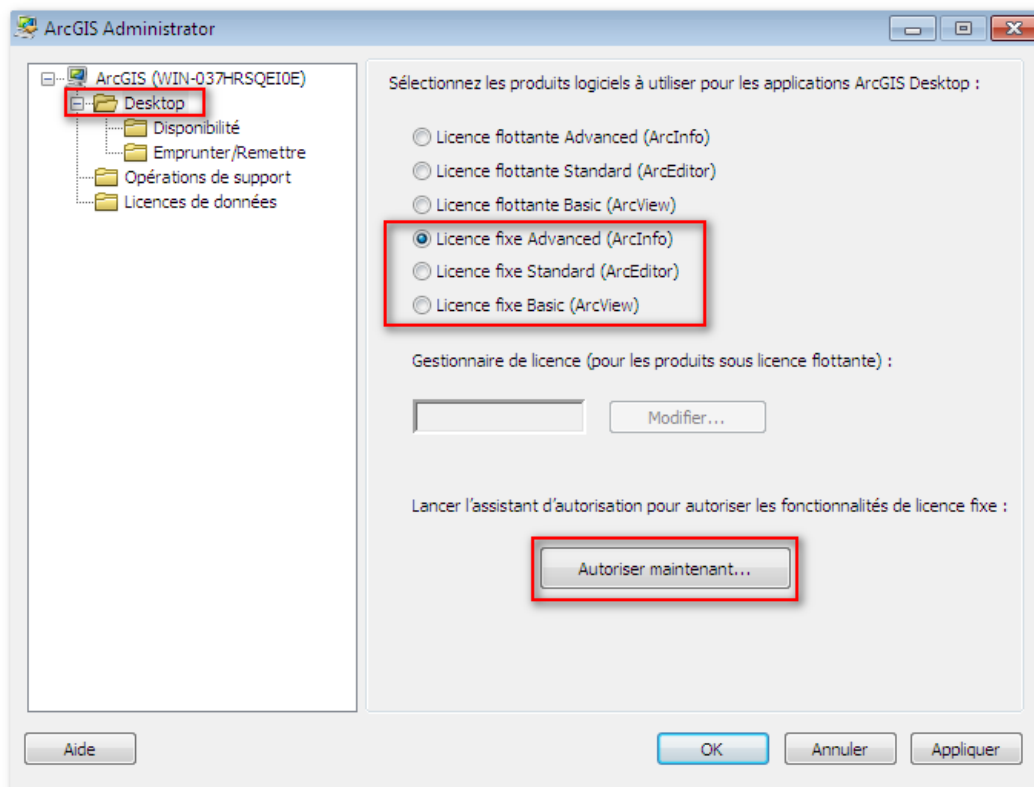 ArcGIS Administrator
ArcGIS (WIN-037HRSQEI0E)
Desktop
Disponibilité
Emprunter/Remettre
Opérations de support
Licences de données
Sélectionnez les produits logiciels à utiliser pour les applications ArcGIS Desktop :
Licence flottante Advanced (ArcInfo)
Licence flottante Standard (ArcEditor)
Licence flottante Basic (ArcView)
Licence fixe Advanced (ArcInfo)
Licence fixe Standard (ArcEditor)
Licence fixe Basic (ArcView)
Gestionnaire de licence (pour les produits sous licence flottante) :
Modifier...
Lancer l'assistant d'autorisation pour autoriser les fonctionnalités de licence fixe :
Autoriser maintenant...
Aide
OK
Annuler
Appliquer